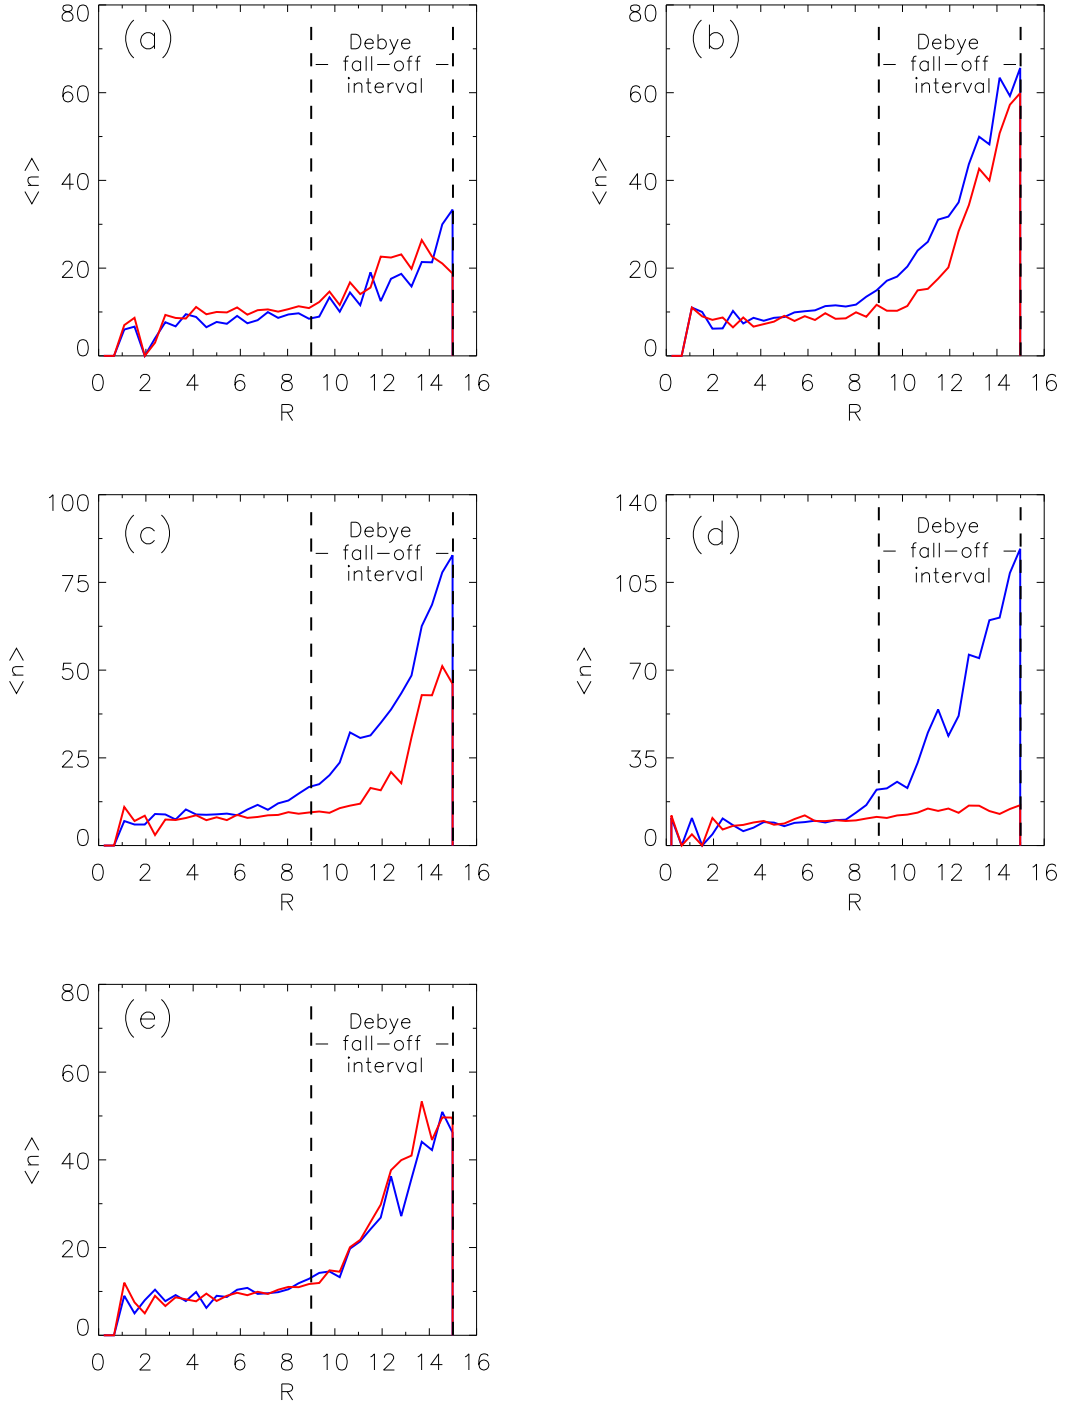 (a)
80
60
40
20
0
<n>
Debye
— fall−off —
interval
0 2 4 6 8 10 12 14 16
R
(b)
80
60
40
20
0
<n>
Debye
— fall−off —
interval
0 2 4 6 8 10 12 14 16
R
(c)
100
75
50
25
0
<n>
Debye
— fall−off —
interval
0 2 4 6 8 10 12 14 16
R
(d)
140
105
70
35
0
<n>
Debye
— fall−off —
interval
0 2 4 6 8 10 12 14 16
R
(e)
80
60
40
20
0
<n>
Debye
— fall−off —
interval
0 2 4 6 8 10 12 14 16
R